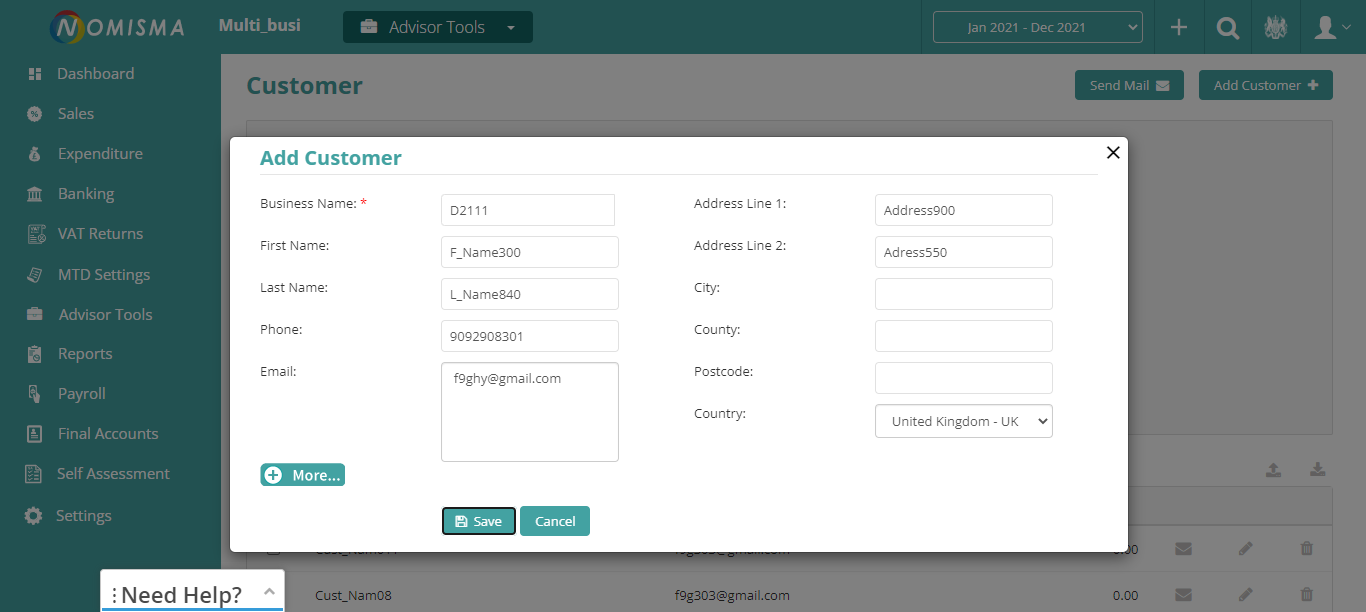 NOMISMA
Multi_busi
Advisor Tools
Jan 2021 - Dec 2021
Dashboard
Sales
Expenditure
Banking
VAT Returns
MTD Settings
Advisor Tools
Reports
Payroll
Final Accounts
Self Assessment
Settings
Customer
Send Mail
Add Customer
Add Customer
Business Name: *
D2111
First Name:
F_Name300
Last Name:
L_Name840
Phone:
9092908301
Email:
f9ghy@gmail.com
Address Line 1:
Address900
Address Line 2:
Adress550
City:
County:
Postcode:
Country:
United Kingdom - UK
More...
Save
Cancel
0.00
Cust_Nam08
f9g303@gmail.com
0.00
Need Help?